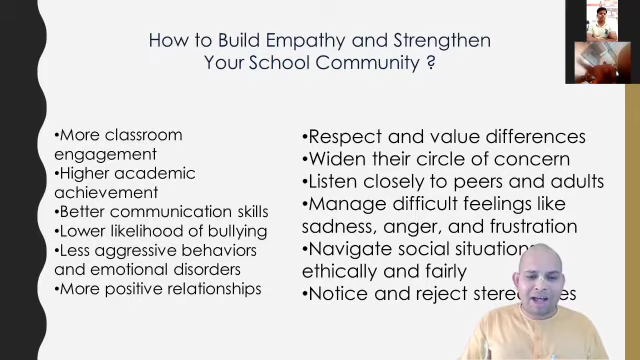 How to Build Empathy and Strengthen
Your School Community ?
•More classroom
engagement
•Higher academic
achievement
•Better communication skills
•Lower likelihood of bullying
•Less aggressive behaviors
and emotional disorders
•More positive relationships
•Respect and value differences
•Widen their circle of concern
•Listen closely to peers and adults
•Manage difficult feelings like
sadness, anger, and frustration
•Navigate social situations
ethically and fairly
•Notice and reject